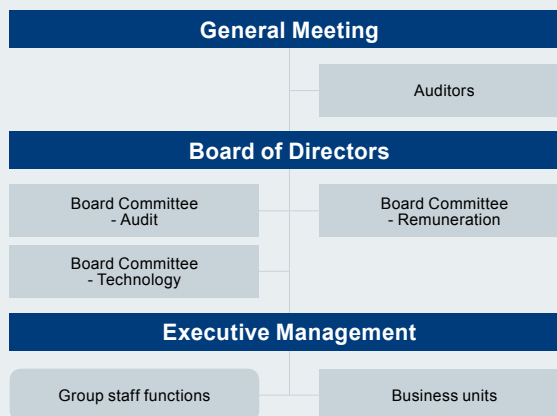 General Meeting
Auditors
Board of Directors
Board Committee
- Audit
Board Committee
- Remuneration
Board Committee
- Technology
Executive Management
Group staff functions
Business units